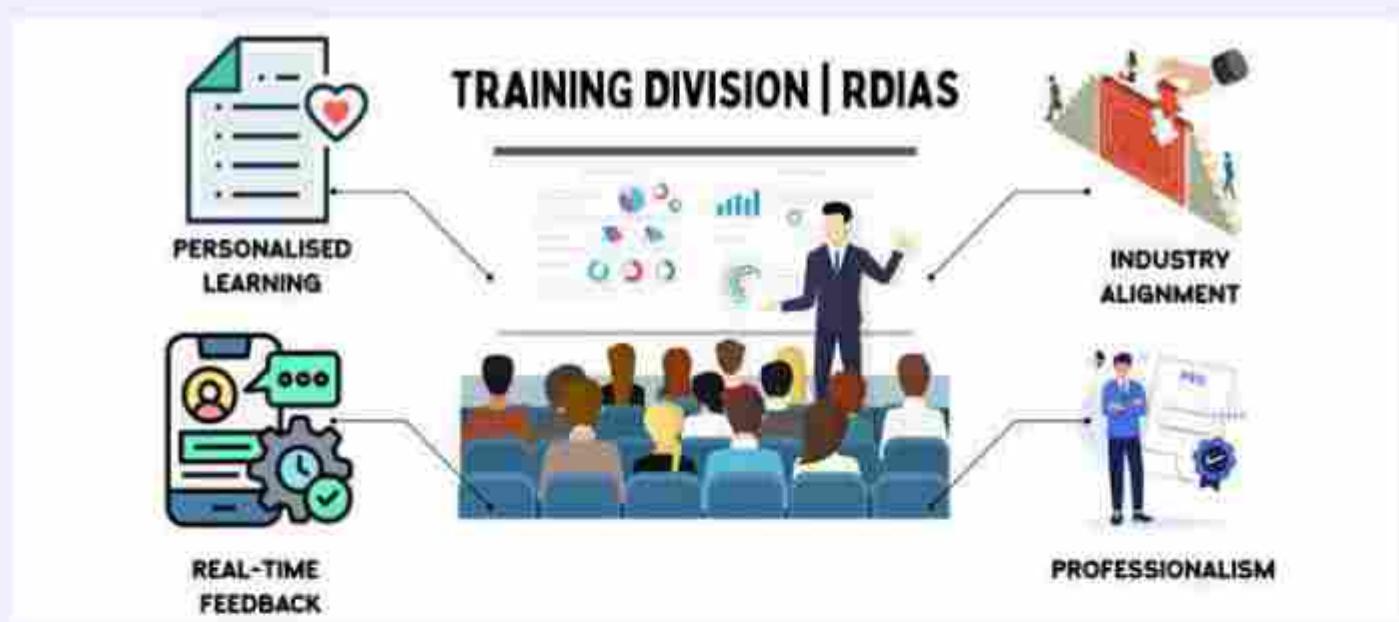 TRAINING DIVISION | RDIAS
PERSONALISED
LEARNING
INDUSTRY
ALIGNMENT
REAL-TIME
FEEDBACK
PROFESSIONALISM